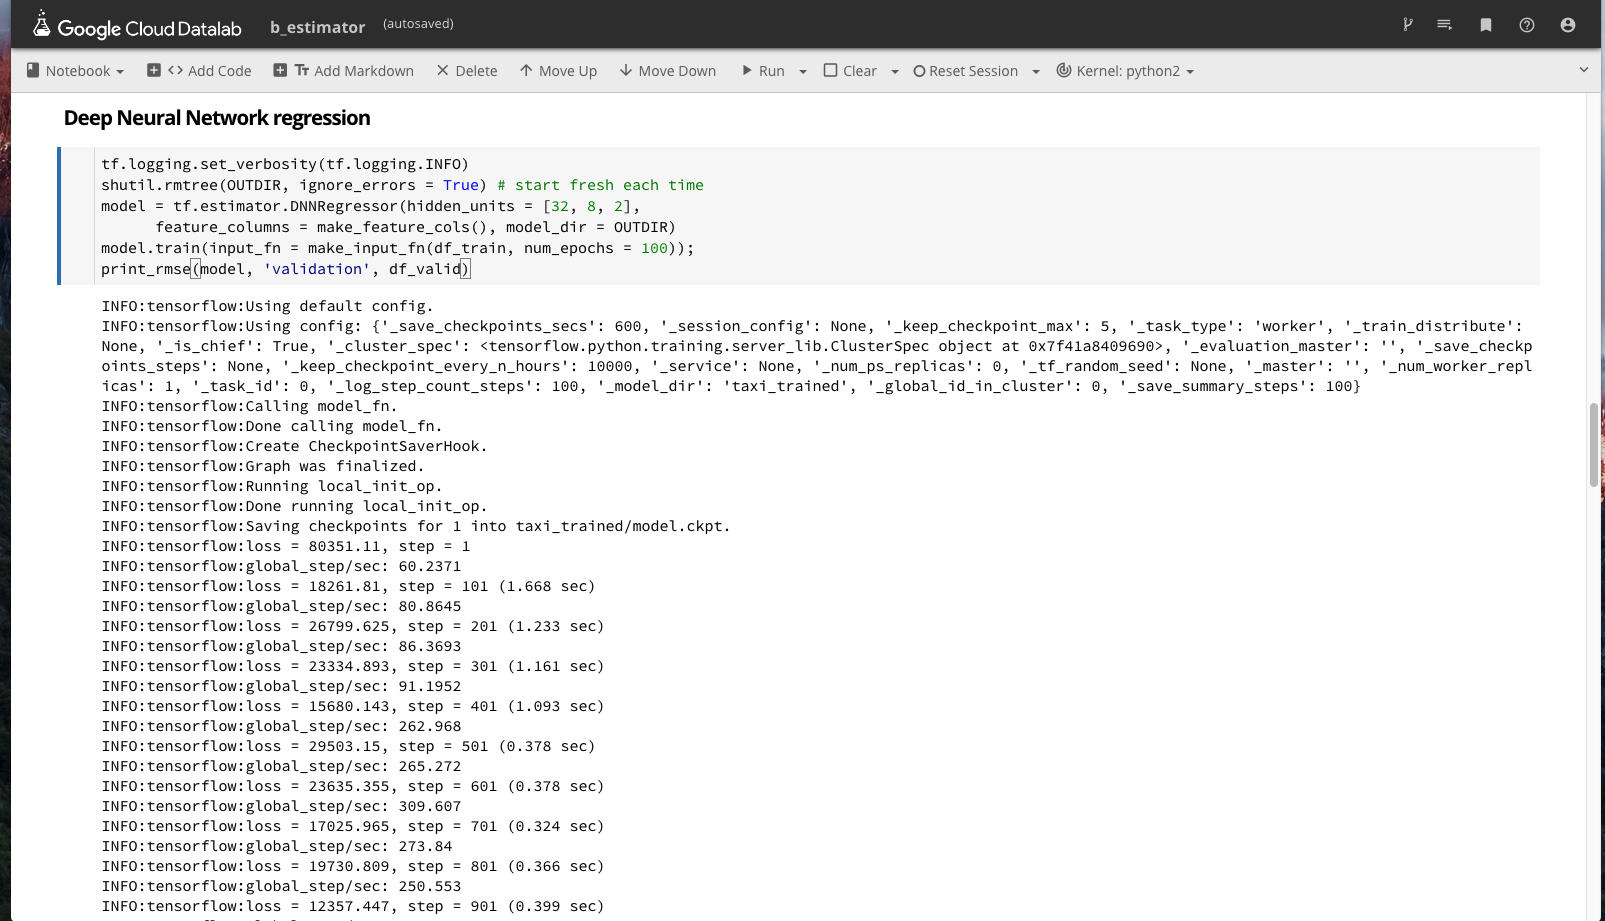 Google Cloud Datalab b_estimator (autosaved)
Notebook Add Code Tт Add Markdown Delete Move Up Move Down Run Clear Reset Session Kernel: python2
Deep Neural Network regression
tf.logging.set_verbosity(tf.logging.INFO)
shutil.rmtree(OUTDIR, ignore_errors = True) # start fresh each time
model = tf.estimator.DNNRegressor(hidden_units = [32, 8, 2],
feature_columns = make_feature_cols(), model_dir = OUTDIR)
model.train(input_fn = make_input_fn(df_train, num_epochs = 100));
print_rmse(model, 'validation', df_valid)
INFO:tensorflow:Using default config.
INFO:tensorflow:Using config: {'_save_checkpoints_secs': 600, '_session_config': None, '_keep_checkpoint_max': 5, '_task_type': 'worker', '_train_distribute':
None, '_is_chief': True, '_cluster_spec': <tensorflow.python.training.server_lib.ClusterSpec object at 0x7f41a8409690>, '_evaluation_master': '', '_save_checkp
oints_steps': None, '_keep_checkpoint_every_n_hours': 10000, '_service': None, '_num_ps_replicas': 0, '_tf_random_seed': None, '_master': '', '_num_worker_repl
icas': 1, '_task_id': 0, '_log_step_count_steps': 100, '_model_dir': 'taxi_trained', '_global_id_in_cluster': 0, '_save_summary_steps': 100}
INFO:tensorflow:Calling model_fn.
INFO:tensorflow:Done calling model_fn.
INFO:tensorflow:Create CheckpointSaverHook.
INFO:tensorflow:Graph was finalized.
INFO:tensorflow:Running local_init_op.
INFO:tensorflow:Done running local_init_op.
INFO:tensorflow:Saving checkpoints for 1 into taxi_trained/model.ckpt.
INFO:tensorflow:loss = 80351.11, step = 1
INFO:tensorflow:global_step/sec: 60.2371
INFO:tensorflow:loss = 18261.81, step = 101 (1.668 sec)
INFO:tensorflow:global_step/sec: 80.8645
INFO:tensorflow:loss = 26799.625, step = 201 (1.233 sec)
INFO:tensorflow:global_step/sec: 86.3693
INFO:tensorflow:loss = 23334.893, step = 301 (1.161 sec)
INFO:tensorflow:global_step/sec: 91.1952
INFO:tensorflow:loss = 15680.143, step = 401 (1.093 sec)
INFO:tensorflow:global_step/sec: 262.968
INFO:tensorflow:loss = 29503.15, step = 501 (0.378 sec)
INFO:tensorflow:global_step/sec: 265.272
INFO:tensorflow:loss = 23635.355, step = 601 (0.378 sec)
INFO:tensorflow:global_step/sec: 309.607
INFO:tensorflow:loss = 17025.965, step = 701 (0.324 sec)
INFO:tensorflow:global_step/sec: 273.84
INFO:tensorflow:loss = 19730.809, step = 801 (0.366 sec)
INFO:tensorflow:global_step/sec: 250.553
INFO:tensorflow:loss = 12357.447, step = 901 (0.399 sec)